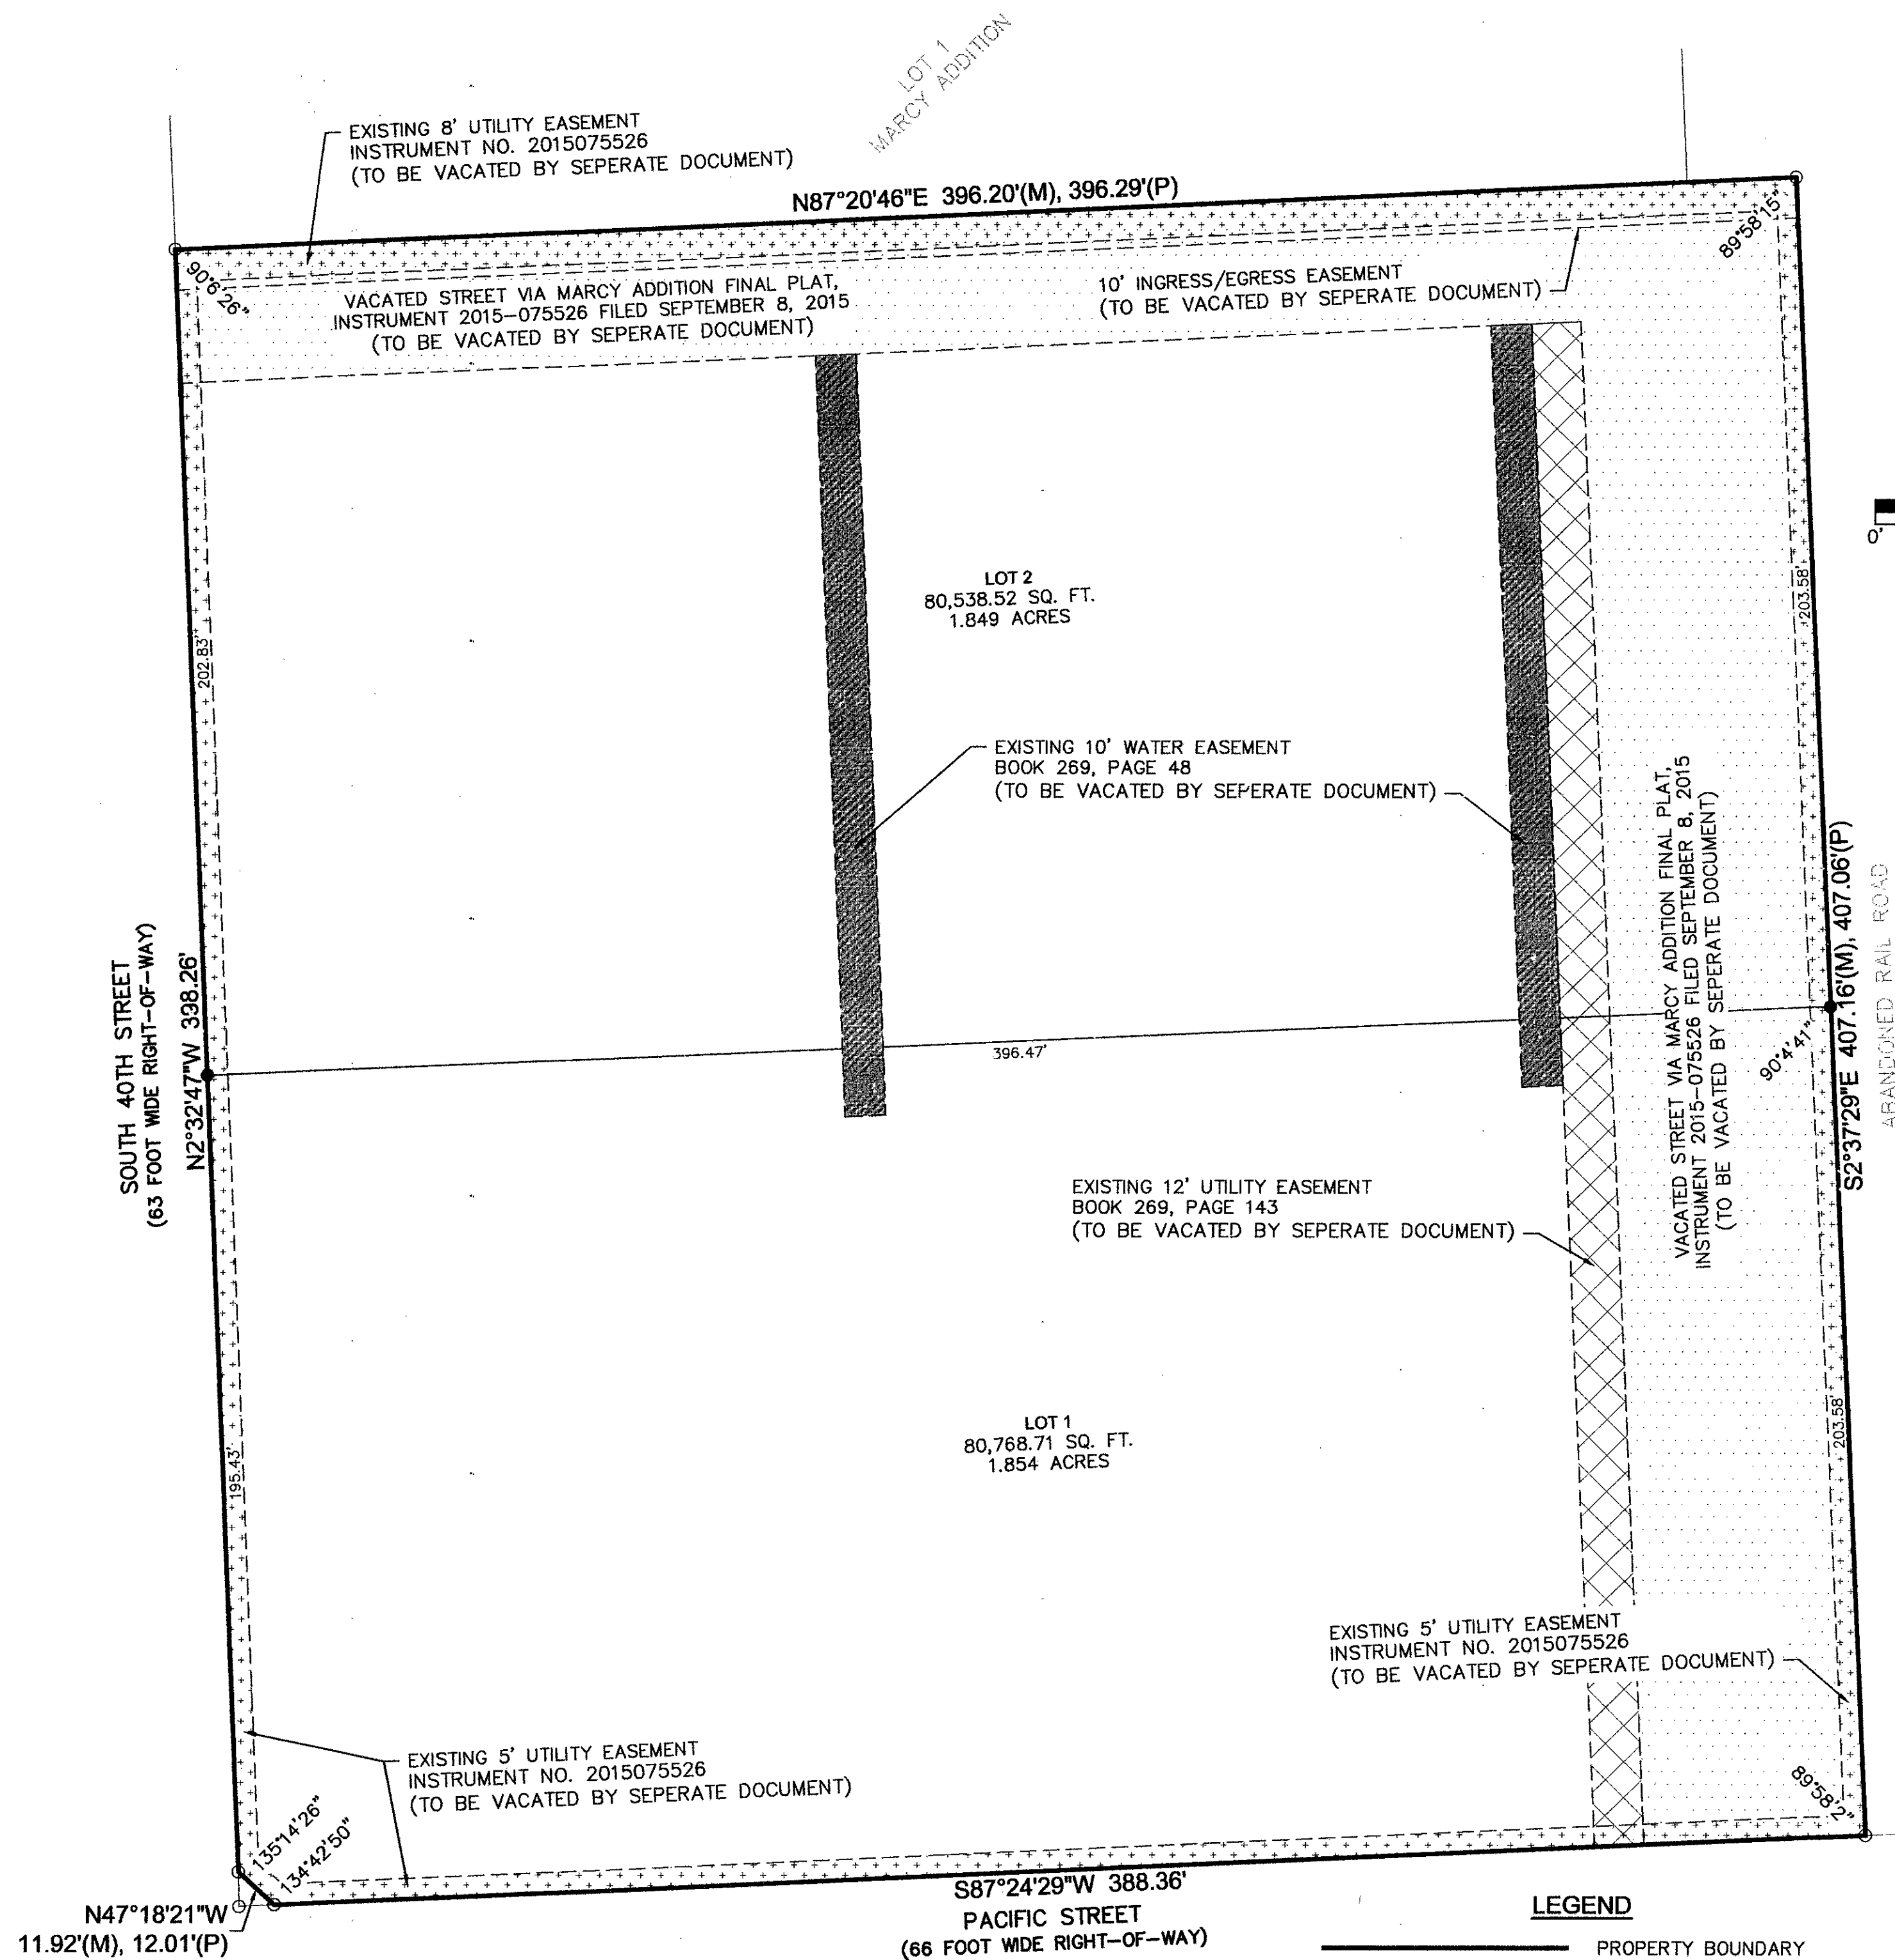 LOT 1
MARCY ADDITION
EXISTING 8' UTILITY EASEMENT
INSTRUMENT NO. 2015075526
(TO BE VACATED BY SEPERATE DOCUMENT)
N87°20'46"E 396.20'(M), 396.29'(P)
90°6'26"
89°58'15"
VACATED STREET VIA MARCY ADDITION FINAL PLAT,
INSTRUMENT 2015-075526 FILED SEPTEMBER 8, 2015
(TO BE VACATED BY SEPERATE DOCUMENT)
10' INGRESS/EGRESS EASEMENT
(TO BE VACATED BY SEPERATE DOCUMENT)
0'
LOT 2
80,538.52 SQ. FT.
1.849 ACRES
202.83'
203.58'
EXISTING 10' WATER EASEMENT
BOOK 269, PAGE 48
(TO BE VACATED BY SEPERATE DOCUMENT)
VACATED STREET VIA MARCY ADDITION FINAL PLAT,
INSTRUMENT 2015-075526 FILED SEPTEMBER 8, 2015
(TO BE VACATED BY SEPERATE DOCUMENT)
S2°37'29"E 407.16'(M), 407.06'(P)
ABANDONED RAIL ROAD
SOUTH 40TH STREET
(63 FOOT WIDE RIGHT-OF-WAY)
N2°32'47"W 398.26'
396.47'
90°4'41"
EXISTING 12' UTILITY EASEMENT
BOOK 269, PAGE 143
(TO BE VACATED BY SEPERATE DOCUMENT)
LOT 1
80,768.71 SQ. FT.
1.854 ACRES
195.43'
203.58'
EXISTING 5' UTILITY EASEMENT
INSTRUMENT NO. 2015075526
(TO BE VACATED BY SEPERATE DOCUMENT)
EXISTING 5' UTILITY EASEMENT
INSTRUMENT NO. 2015075526
(TO BE VACATED BY SEPERATE DOCUMENT)
89°58'2"
135°14'26"
134°42'50"
N47°18'21"W
11.92'(M), 12.01'(P)
S87°24'29"W 388.36'
PACIFIC STREET
(66 FOOT WIDE RIGHT-OF-WAY)
LEGEND
PROPERTY BOUNDARY